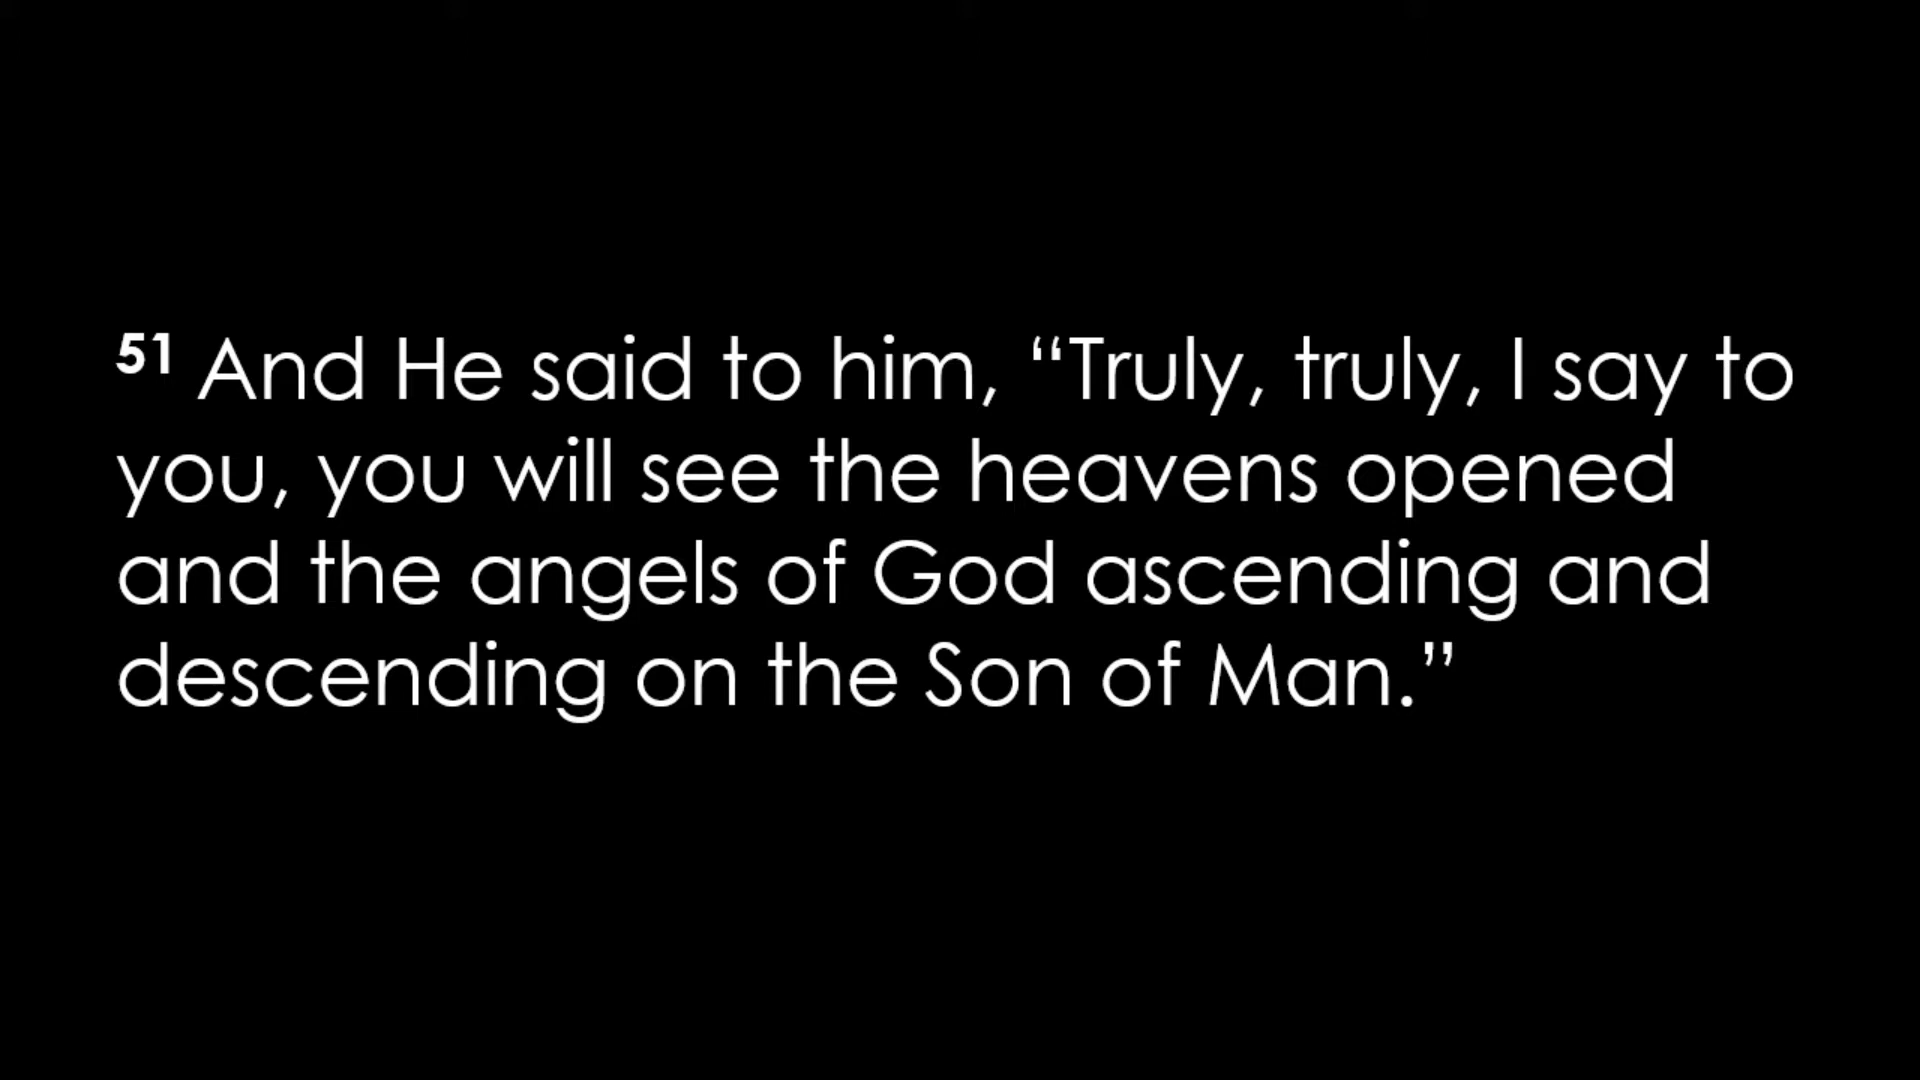 51 And He said to him, “Truly, truly, I say to
you, you will see the heavens opened
and the angels of God ascending and
descending on the Son of Man.”